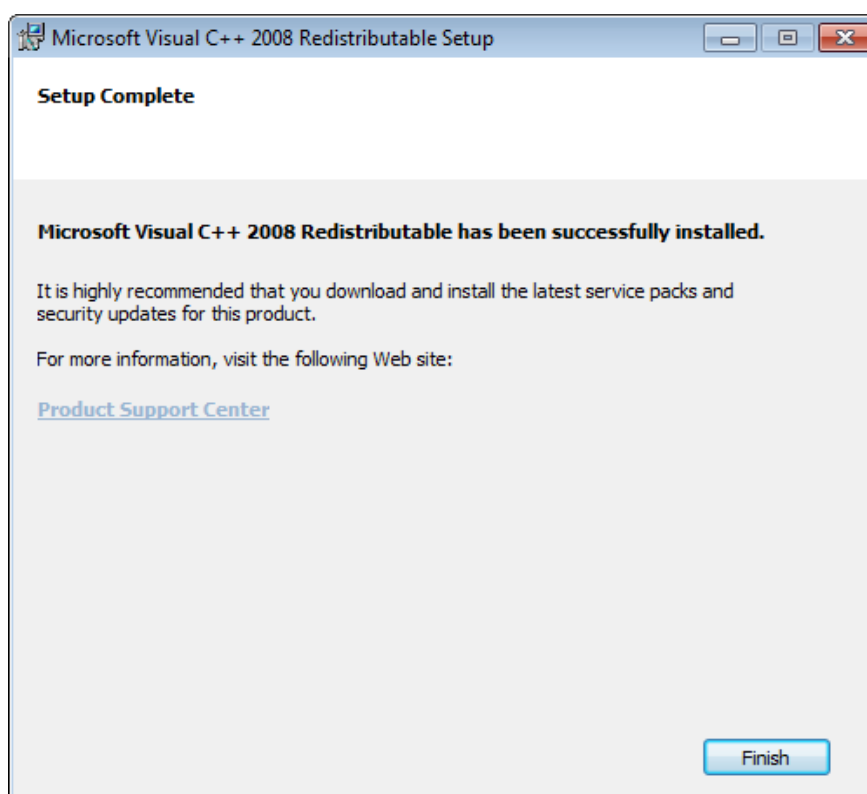 Microsoft Visual C++ 2008 Redistributable Setup
Setup Complete
Microsoft Visual C++ 2008 Redistributable has been successfully installed.
It is highly recommended that you download and install the latest service packs and
security updates for this product.
For more information, visit the following Web site:
Product Support Center
Finish